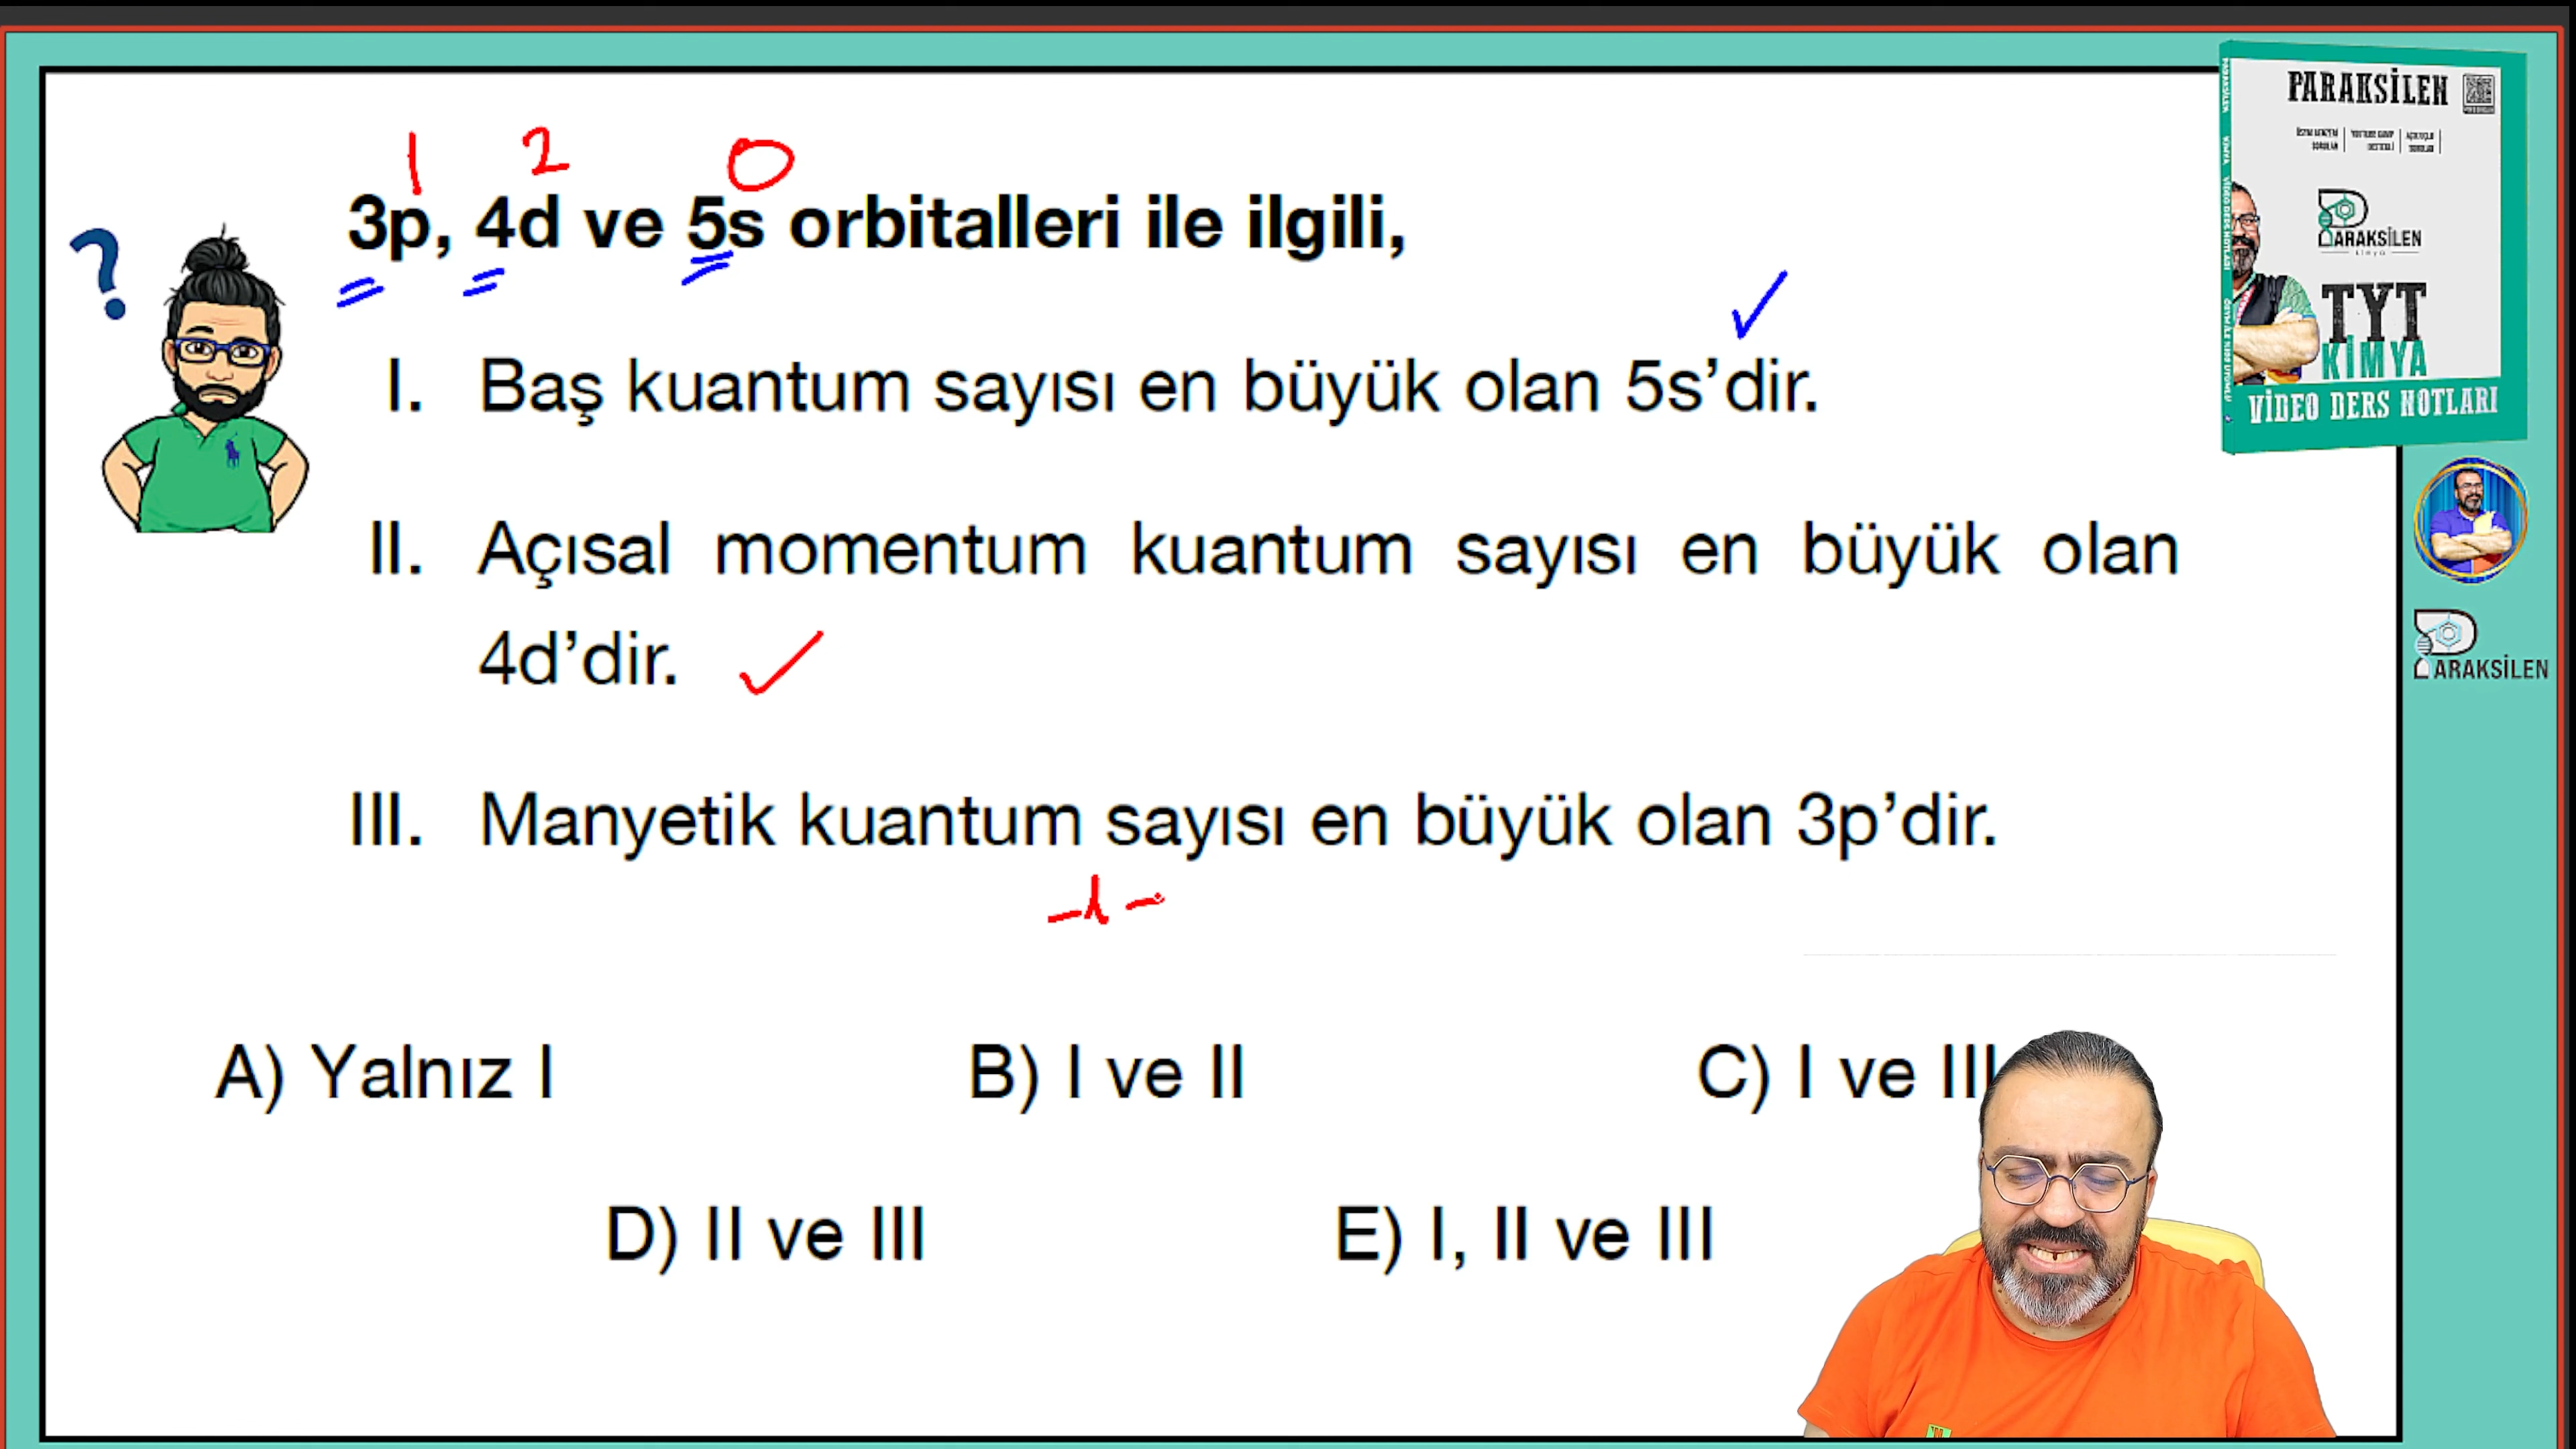 1 2 0
3p, 4d ve 5s orbitalleri ile ilgili,
?
I. Baş kuantum sayısı en büyük olan 5s’dir.
II. Açısal momentum kuantum sayısı en büyük olan
4d’dir.
III. Manyetik kuantum sayısı en büyük olan 3p’dir.
A) Yalnız I
B) I ve II
C) I ve III
D) II ve III
E) I, II ve III
PARAKSİLEN
PARAKSİLEN
kimya
TYT
KİMYA
VİDEO DERS NOTLARI
PARAKSİLEN